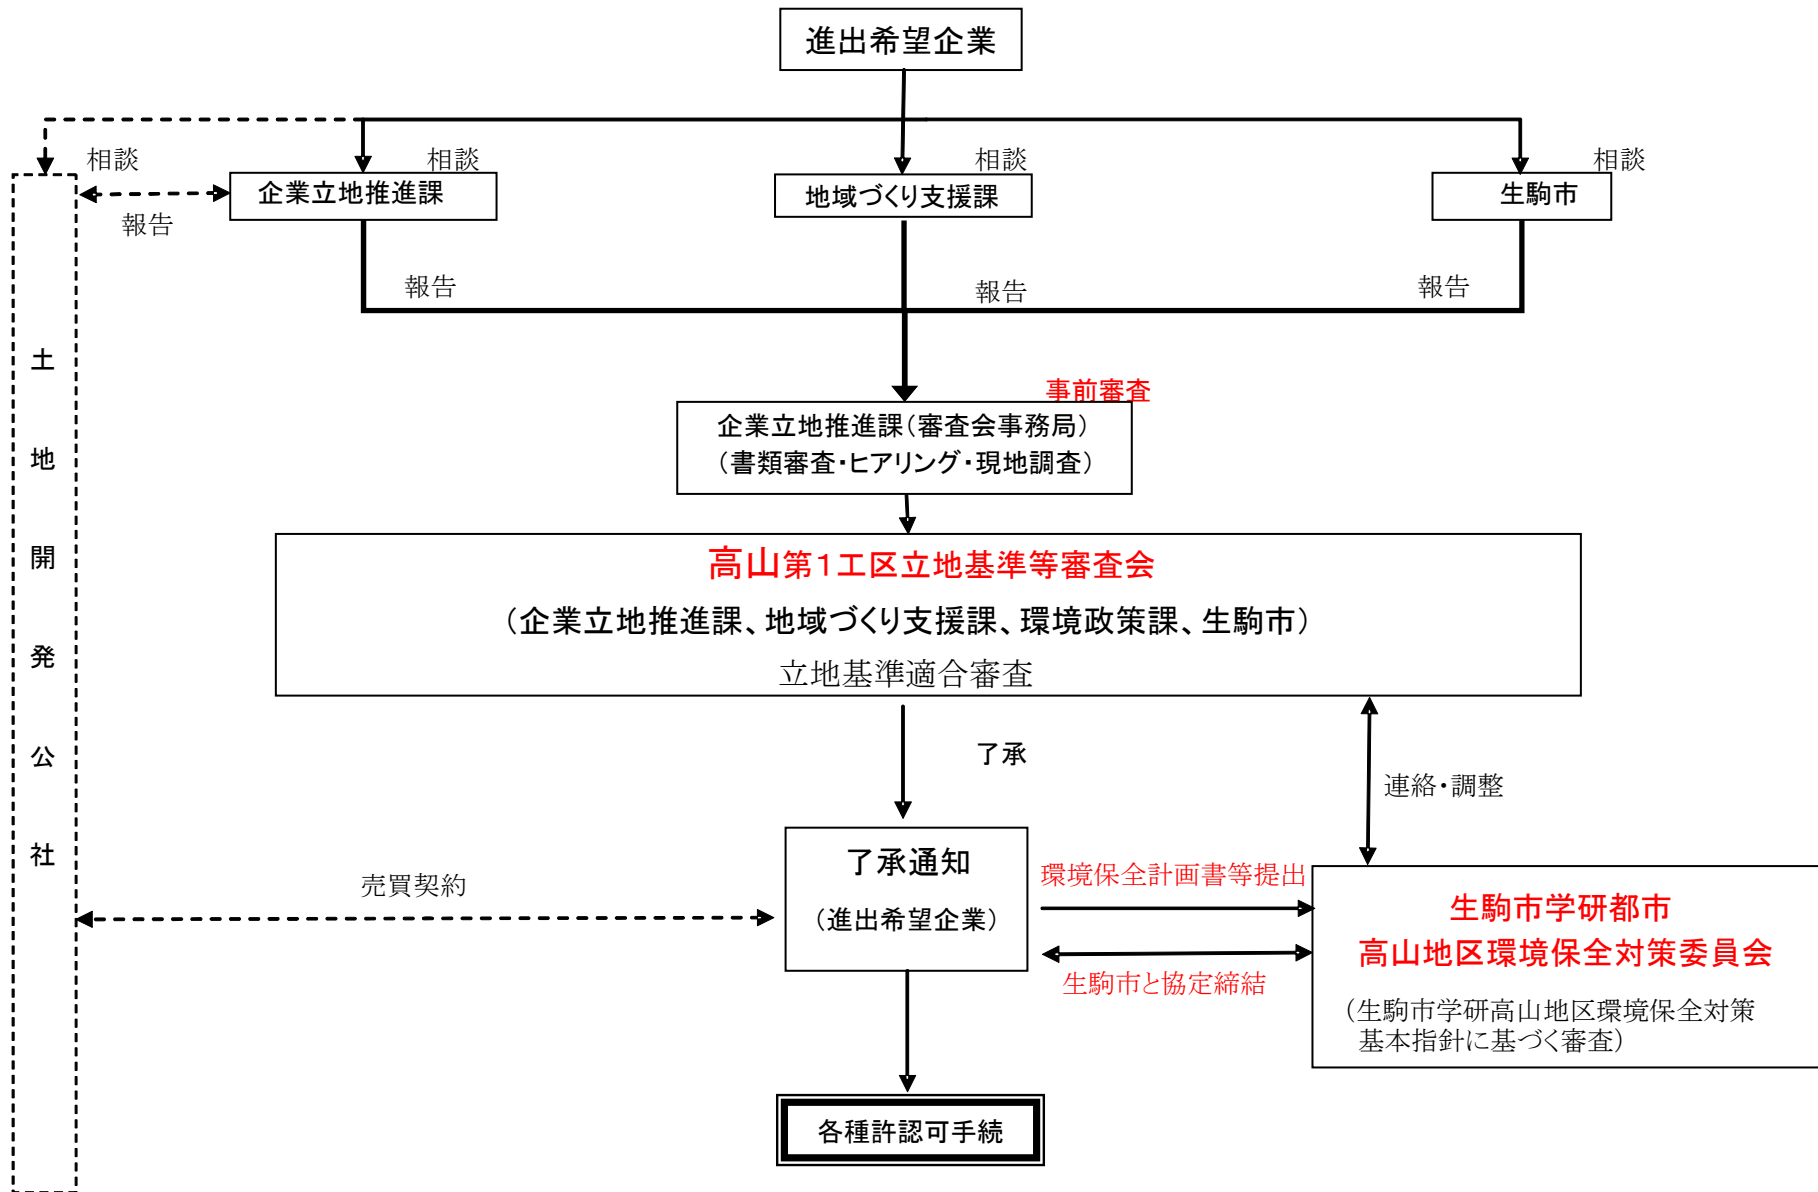 進出希望企業
相談
相談
相談
相談
企業立地推進課
地域づくり支援課
生駒市
報告
報告
報告
報告
土地開発公社
事前審査
企業立地推進課(審査会事務局)
(書類審査・ヒアリング・現地調査)
高山第1工区立地基準等審査会
(企業立地推進課、地域づくり支援課、環境政策課、生駒市)
立地基準適合審査
了承
連絡・調整
了承通知
(進出希望企業)
売買契約
環境保全計画書等提出
生駒市と協定締結
生駒市学研都市
高山地区環境保全対策委員会
(生駒市学研高山地区環境保全対策
基本指針に基づく審査)
各種許認可手続